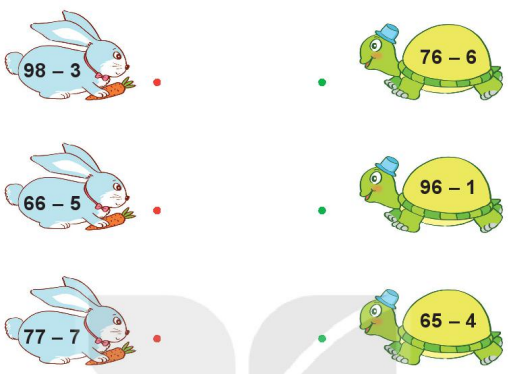 98 – 3
76 – 6
66 – 5
96 – 1
77 – 7
65 – 4